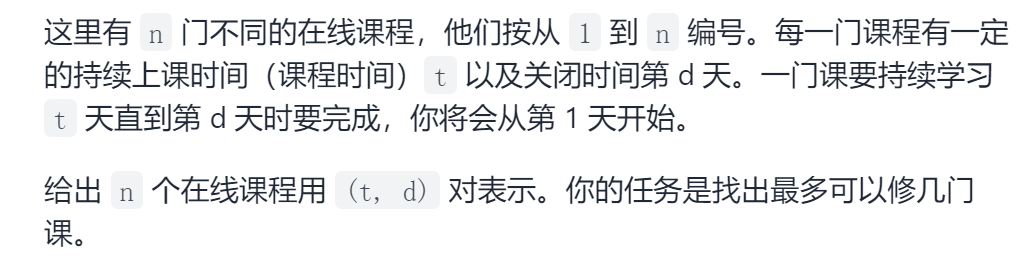 这里有 n 门不同的在线课程，他们按从 1 到 n 编号。每一门课程有一定
的持续上课时间（课程时间） t 以及关闭时间第 d 天。一门课要持续学习
t 天直到第 d 天时要完成，你将会从第 1 天开始。
给出 n 个在线课程用 (t, d) 对表示。你的任务是找出最多可以修几门
课。